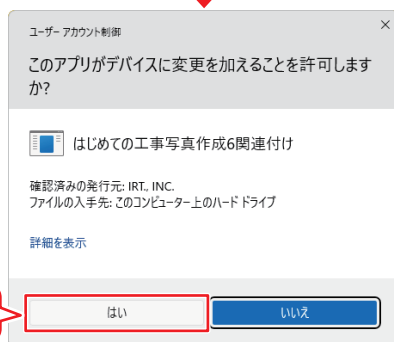 ユーザー アカウント制御
×
このアプリがデバイスに変更を加えることを許可します
か?
はじめての工事写真作成6関連付け
確認済みの発行元: IRT., INC.
ファイルの入手先: このコンピューター上のハード ドライブ
詳細を表示
はい
いいえ